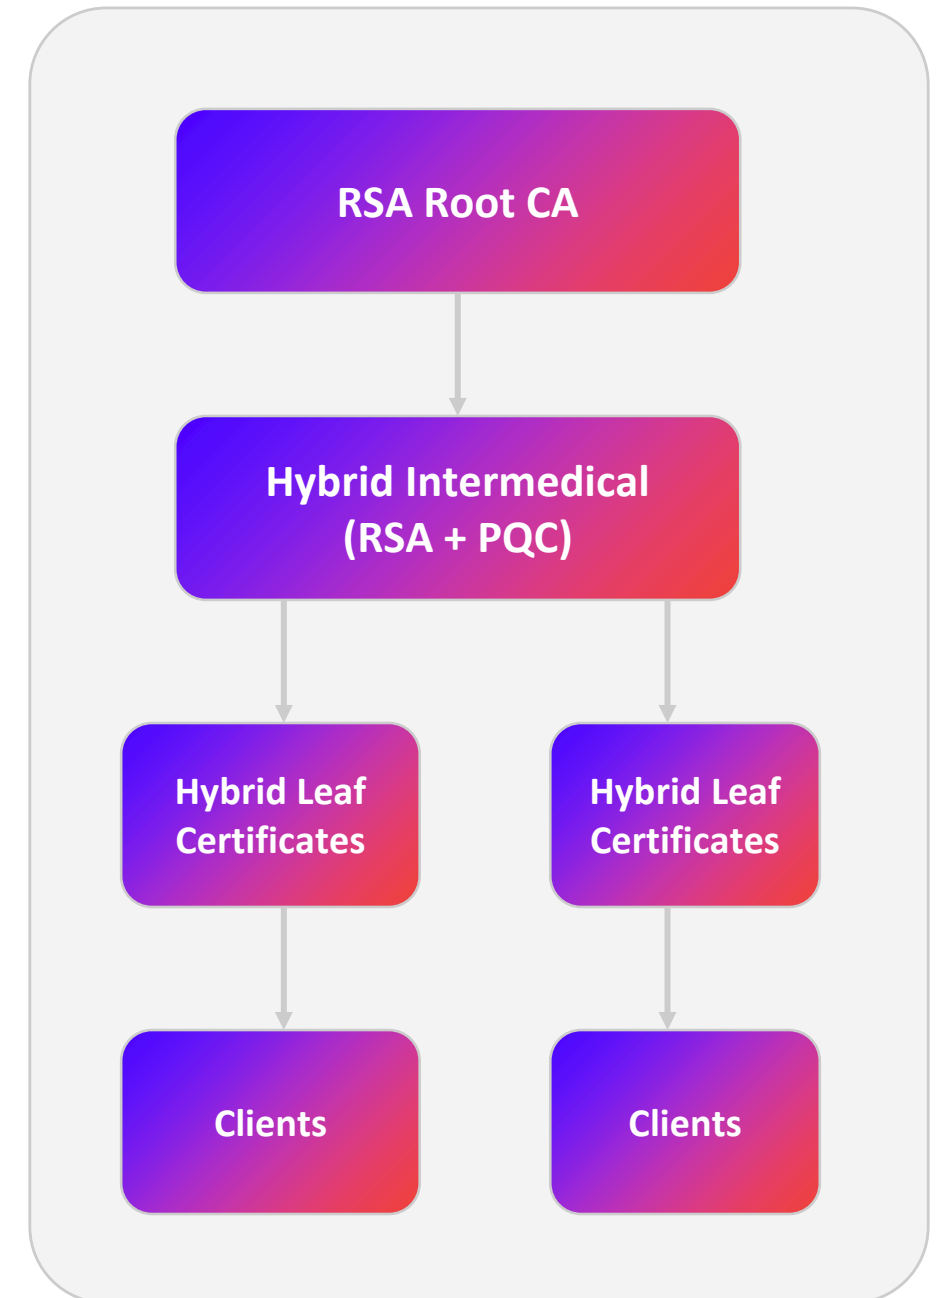 RSA Root CA
Hybrid Intermedical
(RSA + PQC)
Hybrid Leaf
Certificates
Hybrid Leaf
Certificates
Clients
Clients